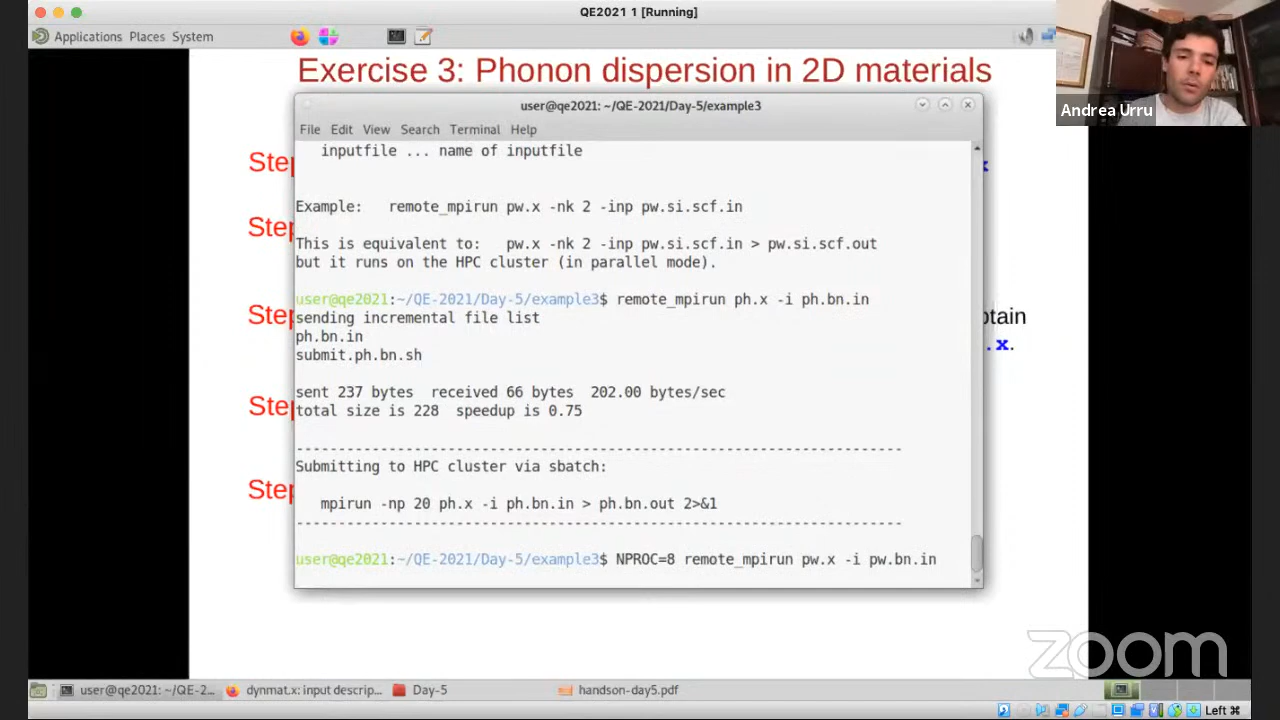 QE2021 1 [Running]
Applications Places System
Andrea Urru
Exercise 3: Phonon dispersion in 2D materials
user@qe2021: ~/QE-2021/Day-5/example3
File Edit View Search Terminal Help
inputfile ... name of inputfile
Step
x
Example: remote_mpirun pw.x -nk 2 -inp pw.si.scf.in
Step
This is equivalent to: pw.x -nk 2 -inp pw.si.scf.in > pw.si.scf.out
but it runs on the HPC cluster (in parallel mode).
user@qe2021:~/QE-2021/Day-5/example3$ remote_mpirun ph.x -i ph.bn.in
Step
sending incremental file list
btain
ph.bn.in
.x.
submit.ph.bn.sh
sent 237 bytes received 66 bytes 202.00 bytes/sec
Step
total size is 228 speedup is 0.75
--------------------------------------------------------------------------
Submitting to HPC cluster via sbatch:
Step
mpirun -np 20 ph.x -i ph.bn.in > ph.bn.out 2>&1
--------------------------------------------------------------------------
user@qe2021:~/QE-2021/Day-5/example3$ NPROC=8 remote_mpirun pw.x -i pw.bn.in
zoom
user@qe2021: ~/QE-2... dynmat.x: input descrip... Day-5 handson-day5.pdf
Left ⌘